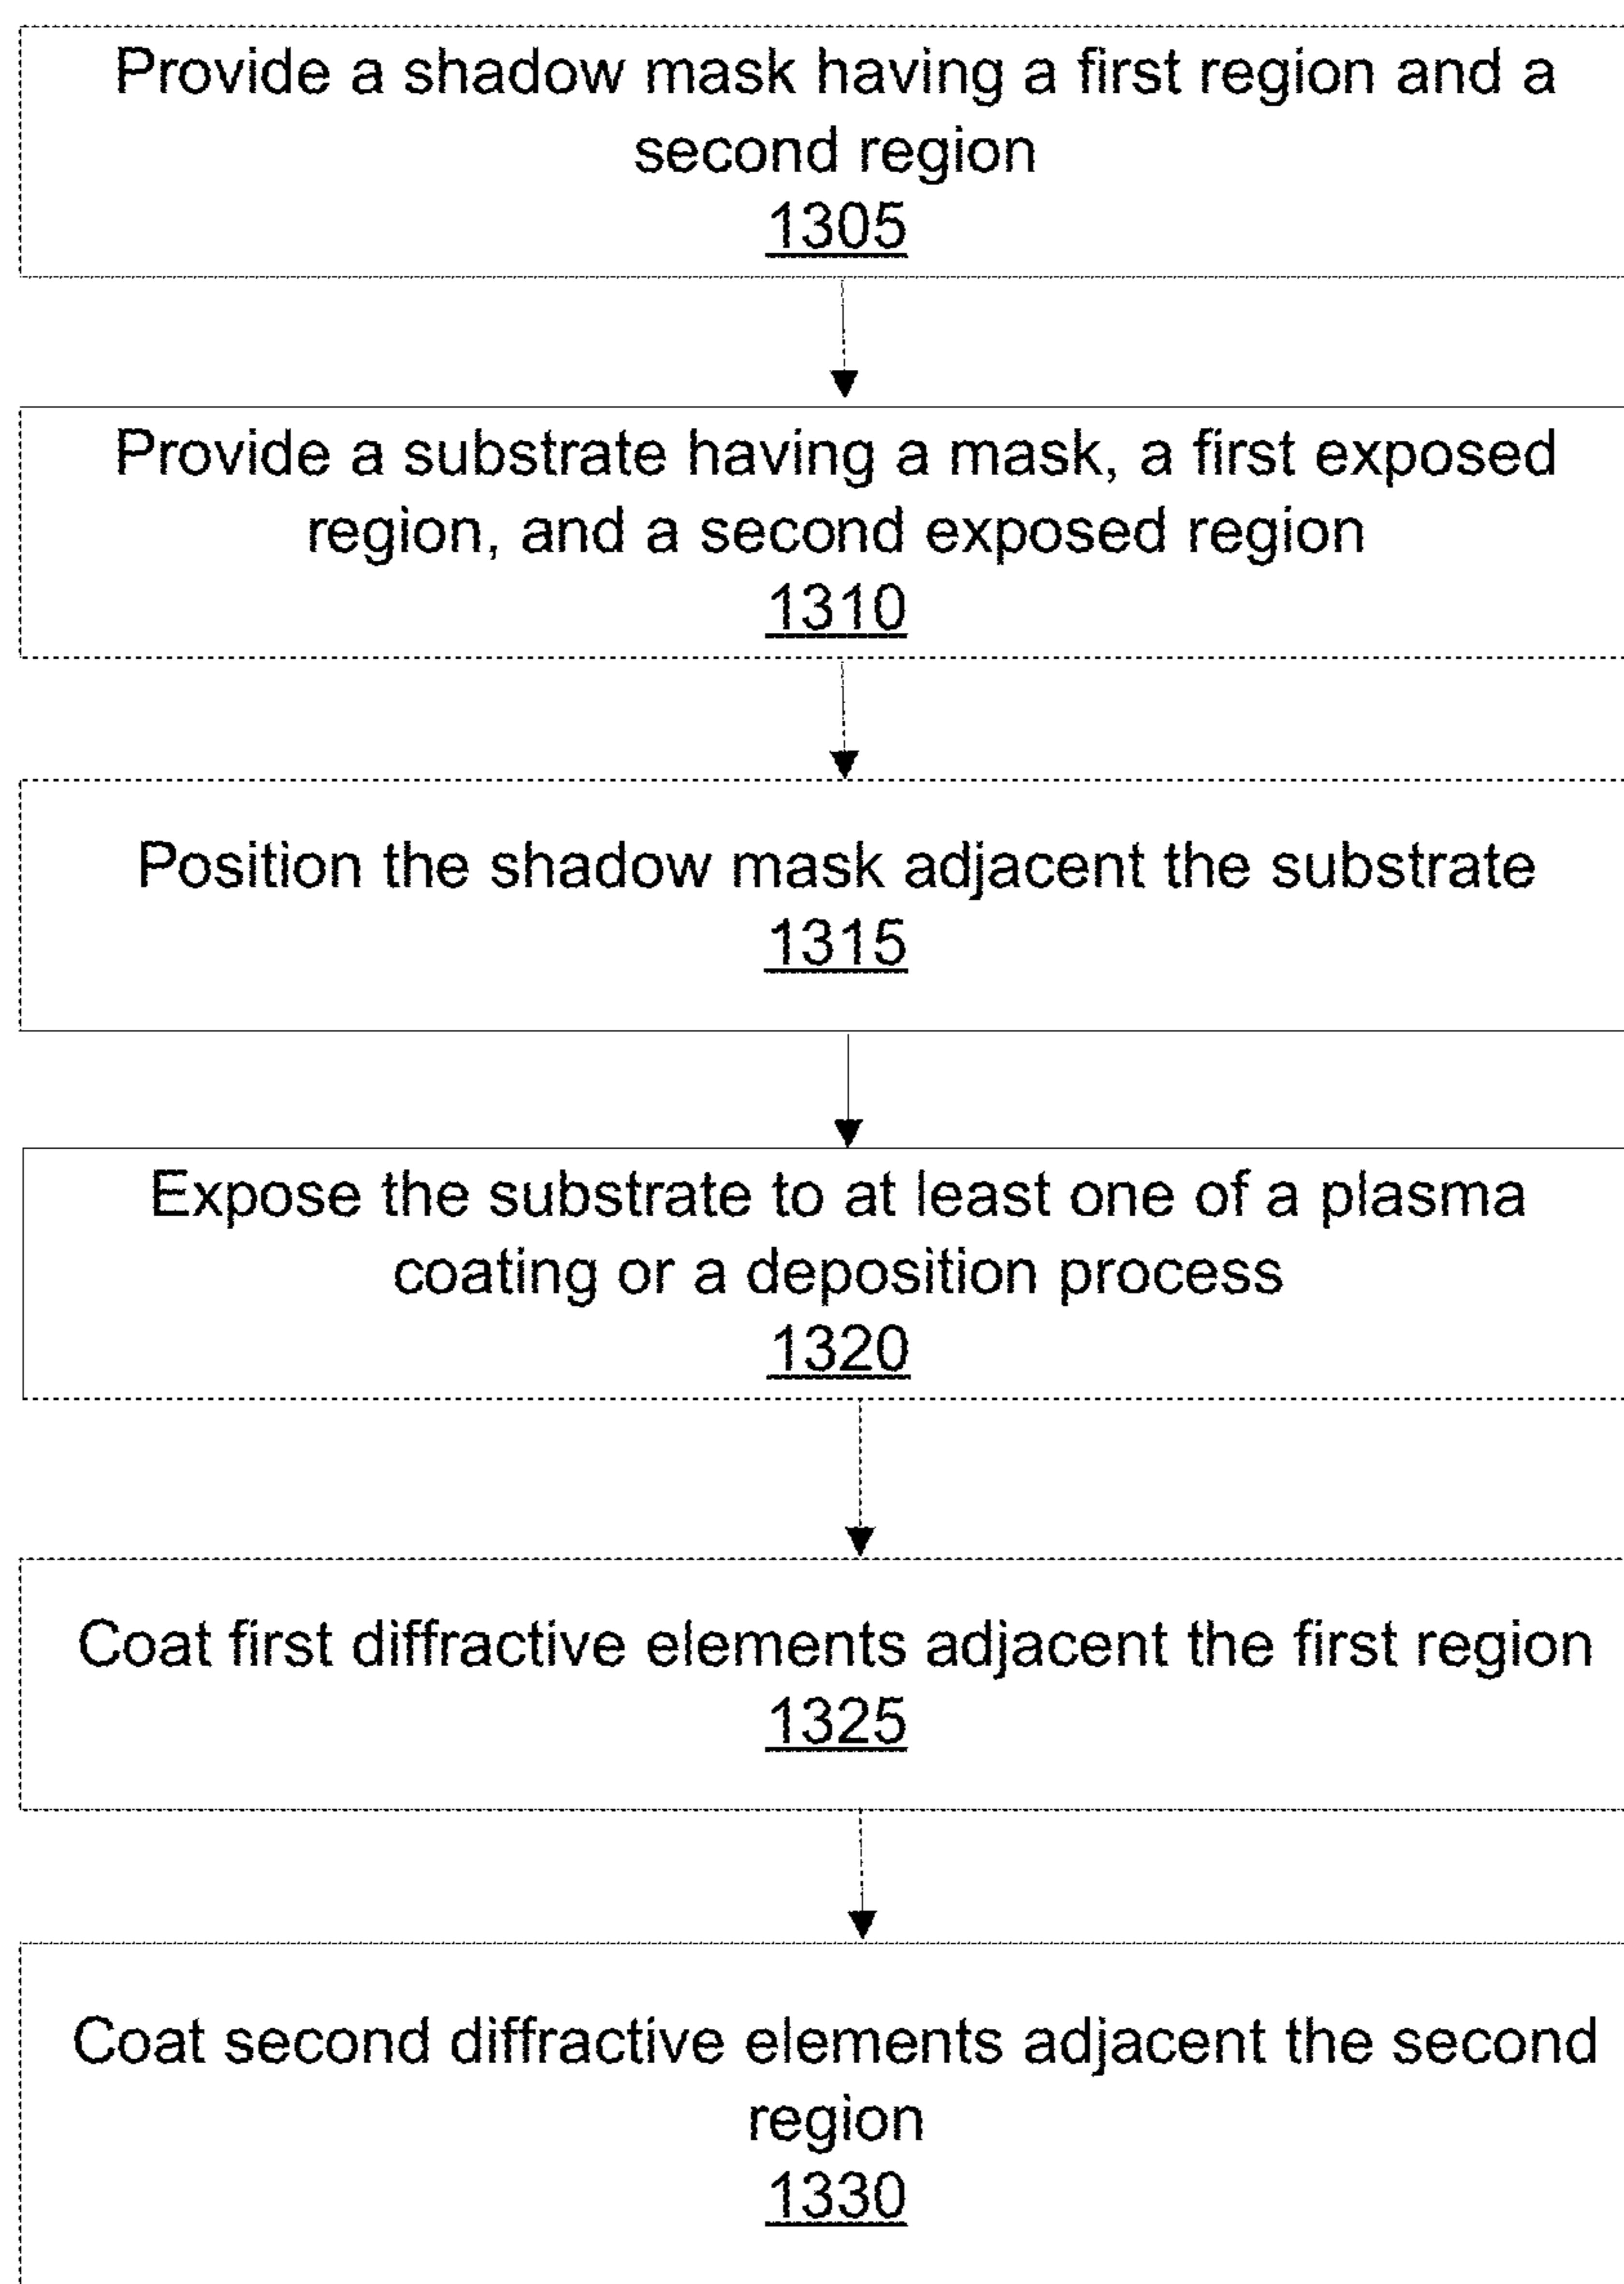 Provide a shadow mask having a first region and a
second region
1305
Provide a substrate having a mask, a first exposed
region, and a second exposed region
1310
Position the shadow mask adjacent the substrate
1315
Expose the substrate to at least one of a plasma
coating or a deposition process
1320
Coat first diffractive elements adjacent the first region
1325
Coat second diffractive elements adjacent the second
region
1330